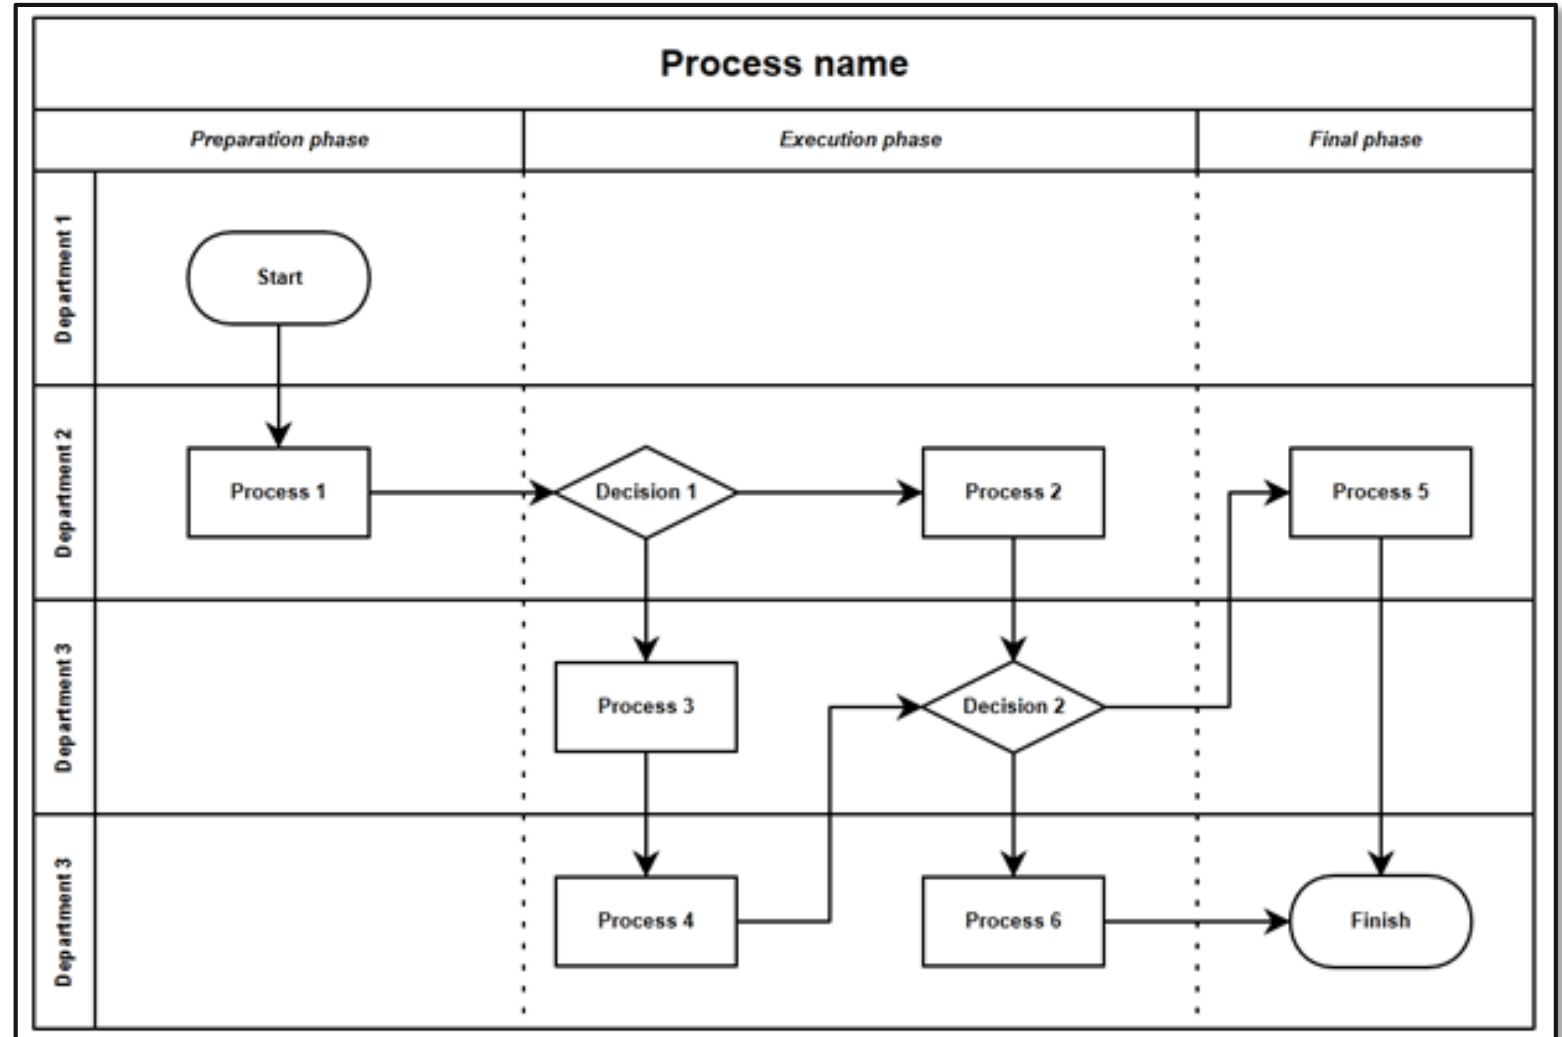 Process name
Preparation phase
Execution phase
Final phase
Department 1
Start
Department 2
Process 1
Decision 1
Process 2
Process 5
Department 3
Process 3
Decision 2
Department 3
Process 4
Process 6
Finish